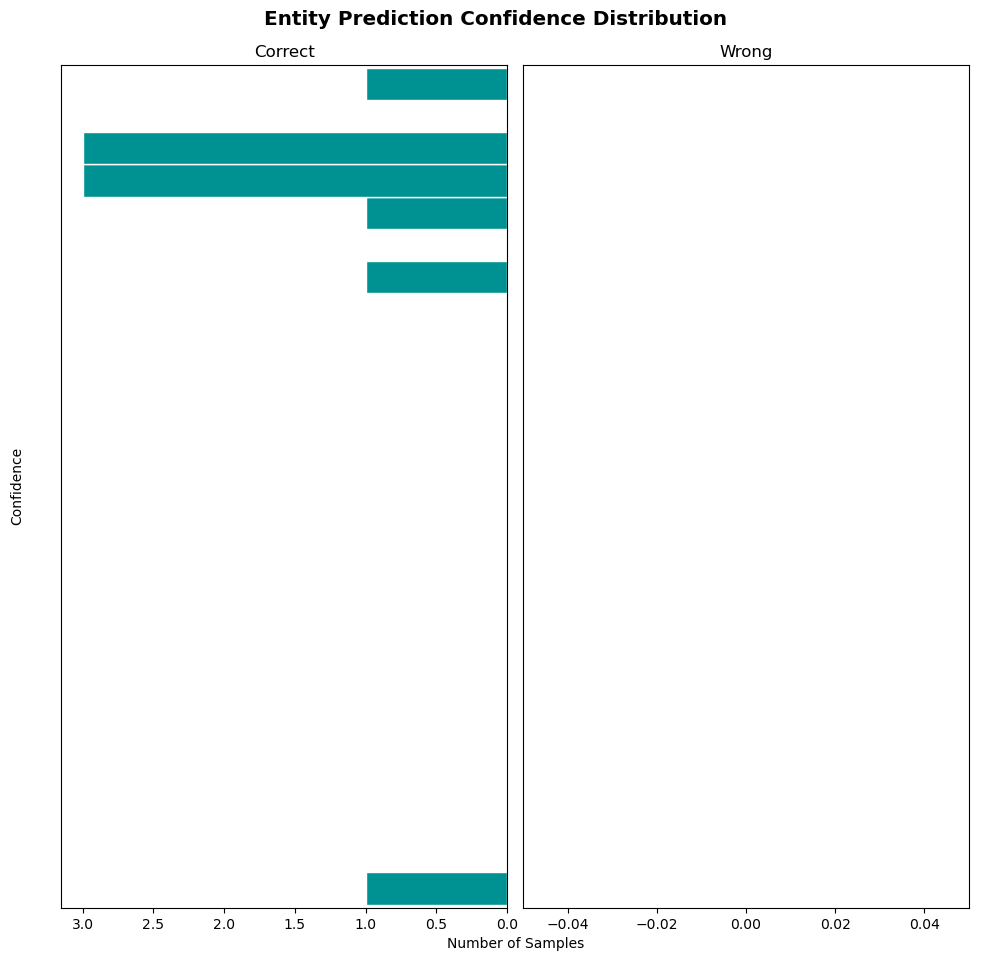 Entity Prediction Confidence Distribution
Correct
Wrong
Confidence
3.0 2.5 2.0 1.5 1.0 0.5 0.0
−0.04 −0.02 0.00 0.02 0.04
Number of Samples